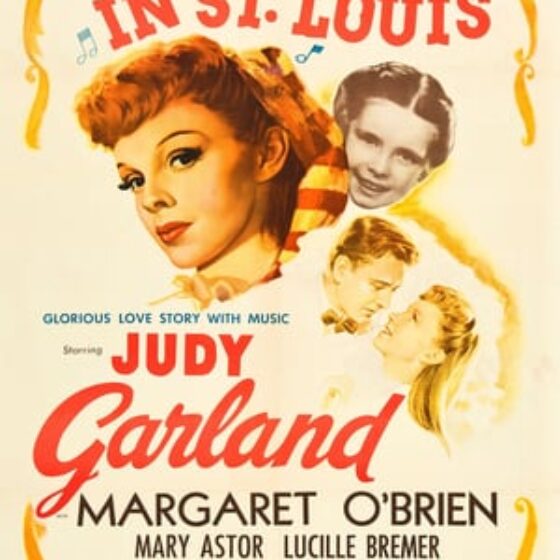 IN ST. LOUIS
GLORIOUS LOVE STORY WITH MUSIC
Starring
JUDY
Garland
MARGARET O'BRIEN
MARY ASTOR LUCILLE BREMER